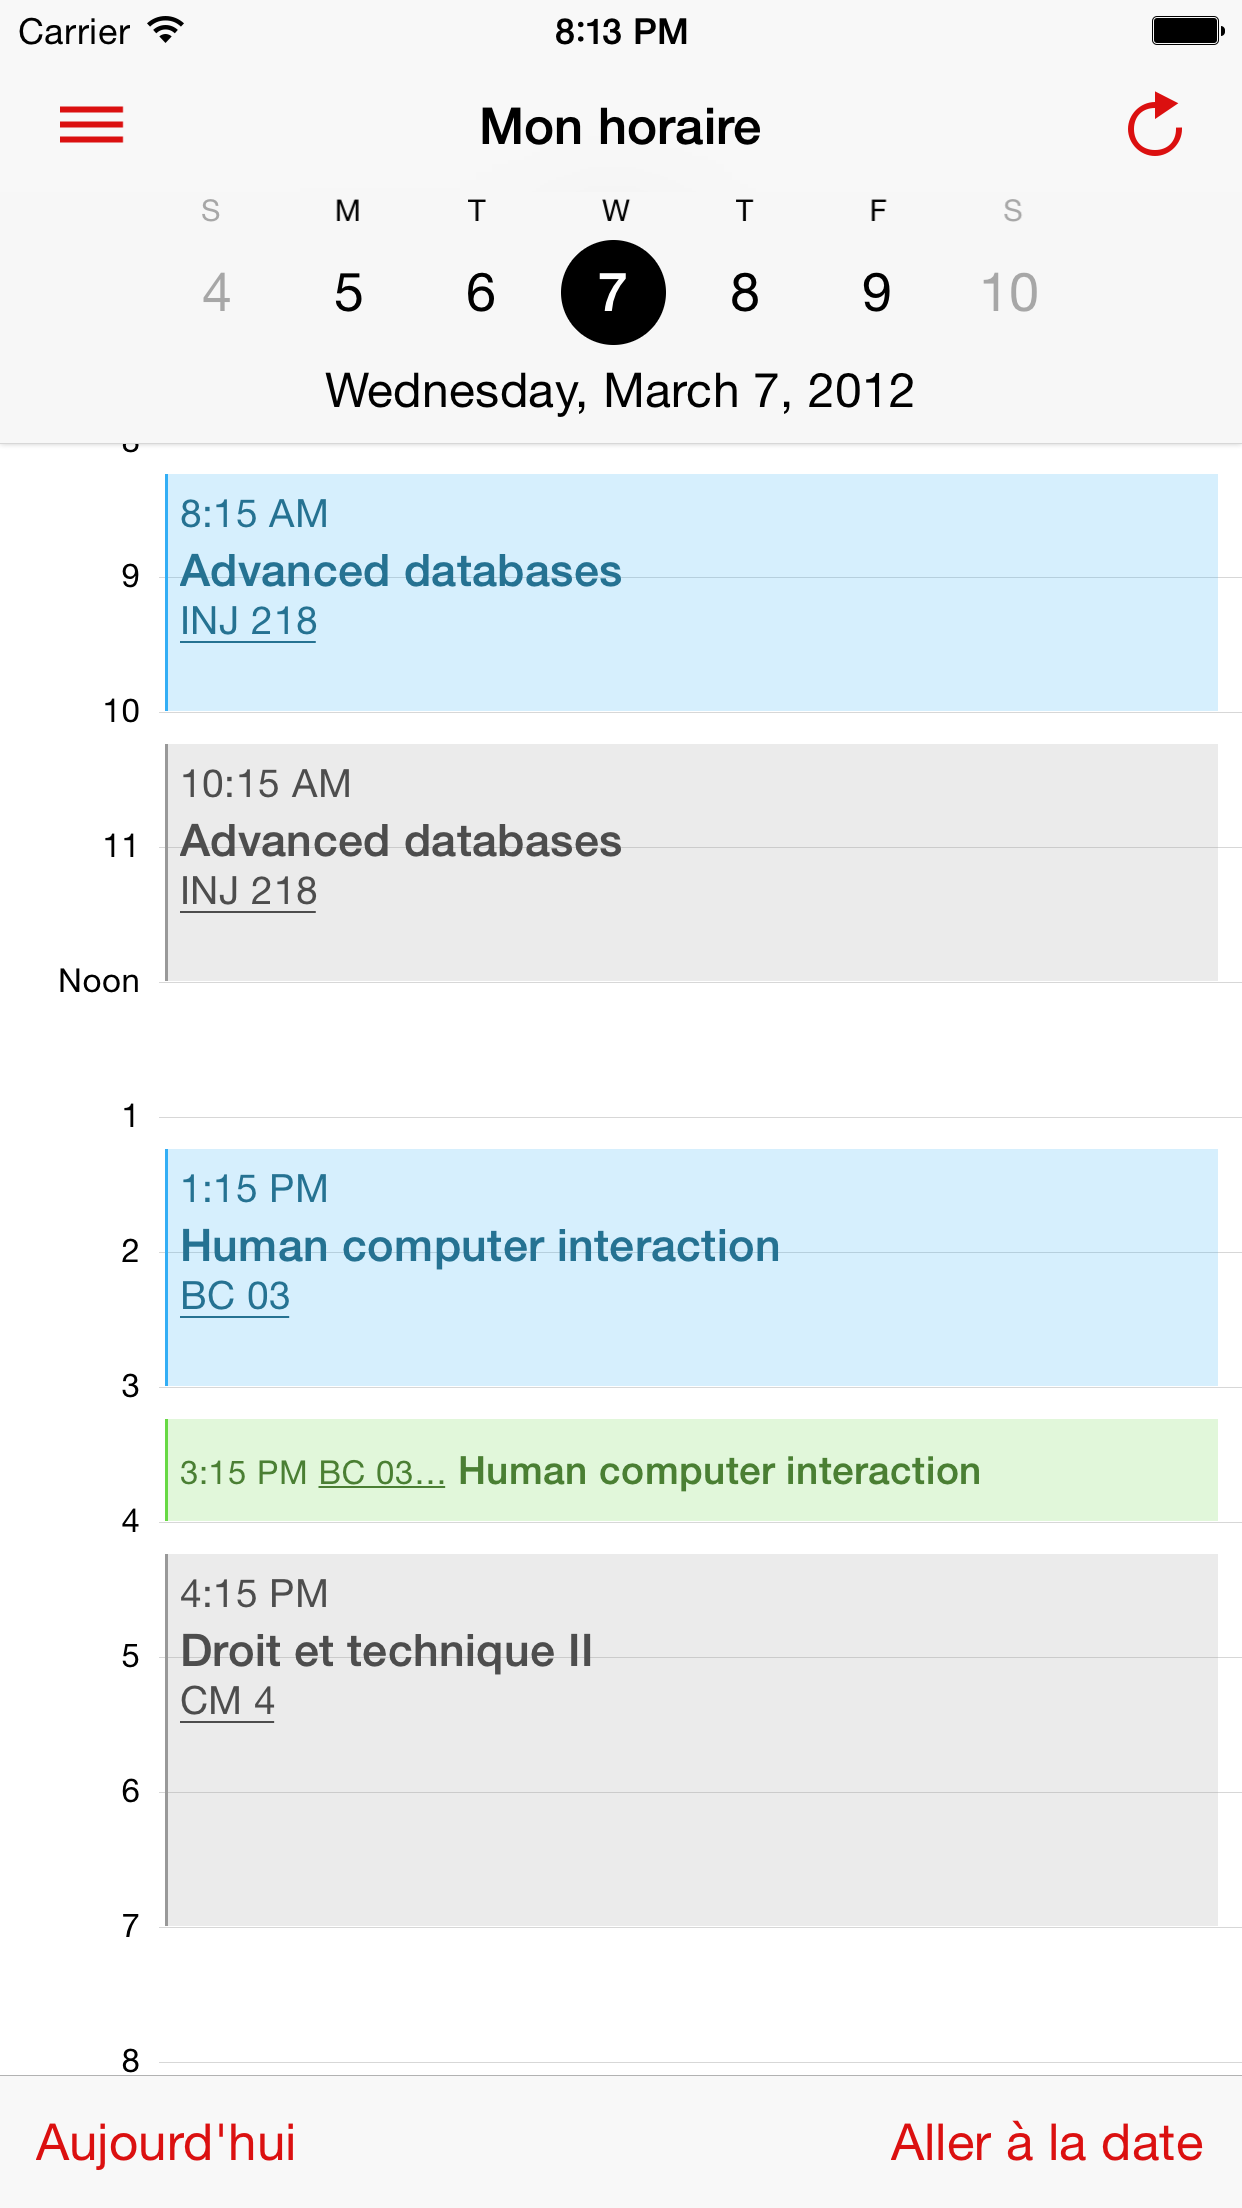 Carrier 8:13 PM
Mon horaire
S M T W T F S
4 5 6 7 8 9 10
Wednesday, March 7, 2012
8:15 AM
9 Advanced databases
INJ 218
10
10:15 AM
11 Advanced databases
INJ 218
Noon
1
1:15 PM
2 Human computer interaction
BC 03
3
3:15 PM BC 03... Human computer interaction
4
4:15 PM
5 Droit et technique II
CM 4
6
7
8
Aujourd'hui Aller à la date